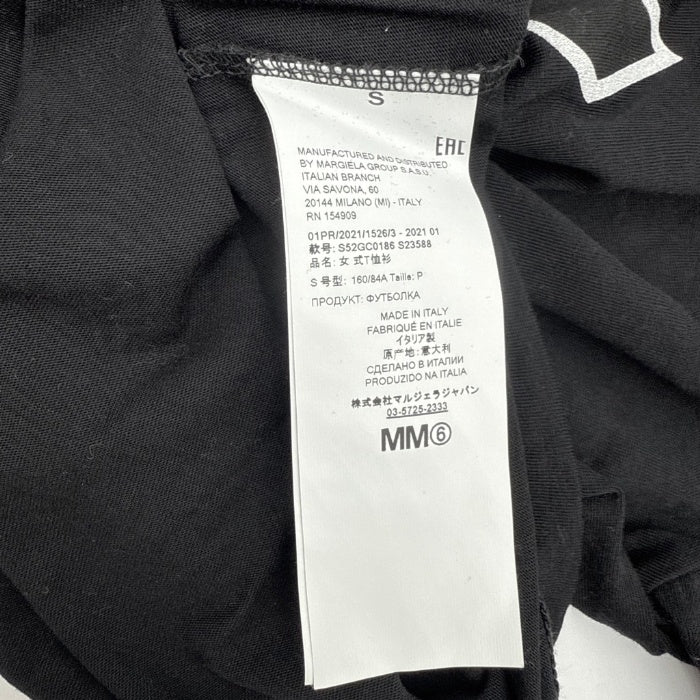 S
EAC
MANUFACTURED AND DISTRIBUTED
BY MARGIELA GROUP S.A.S.U.
ITALIAN BRANCH
VIA SAVONA, 60
20144 MILANO (MI) - ITALY
RN 154909
01PR/2021/1526/3 - 2021 01
款号: S52GC0186 S23588
品名: 女式T恤衫
S 号型: 160/84A Taille: P
ПРОДУКТ: ФУТБОЛКА
MADE IN ITALY
FABRIQUÉ EN ITALIE
イタリア製
原产地: 意大利
СДЕЛАНО В ИТАЛИИ
PRODUZIDO NA ITALIA
株式会社マルジェラジャパン
03-5725-2333
MM⑥